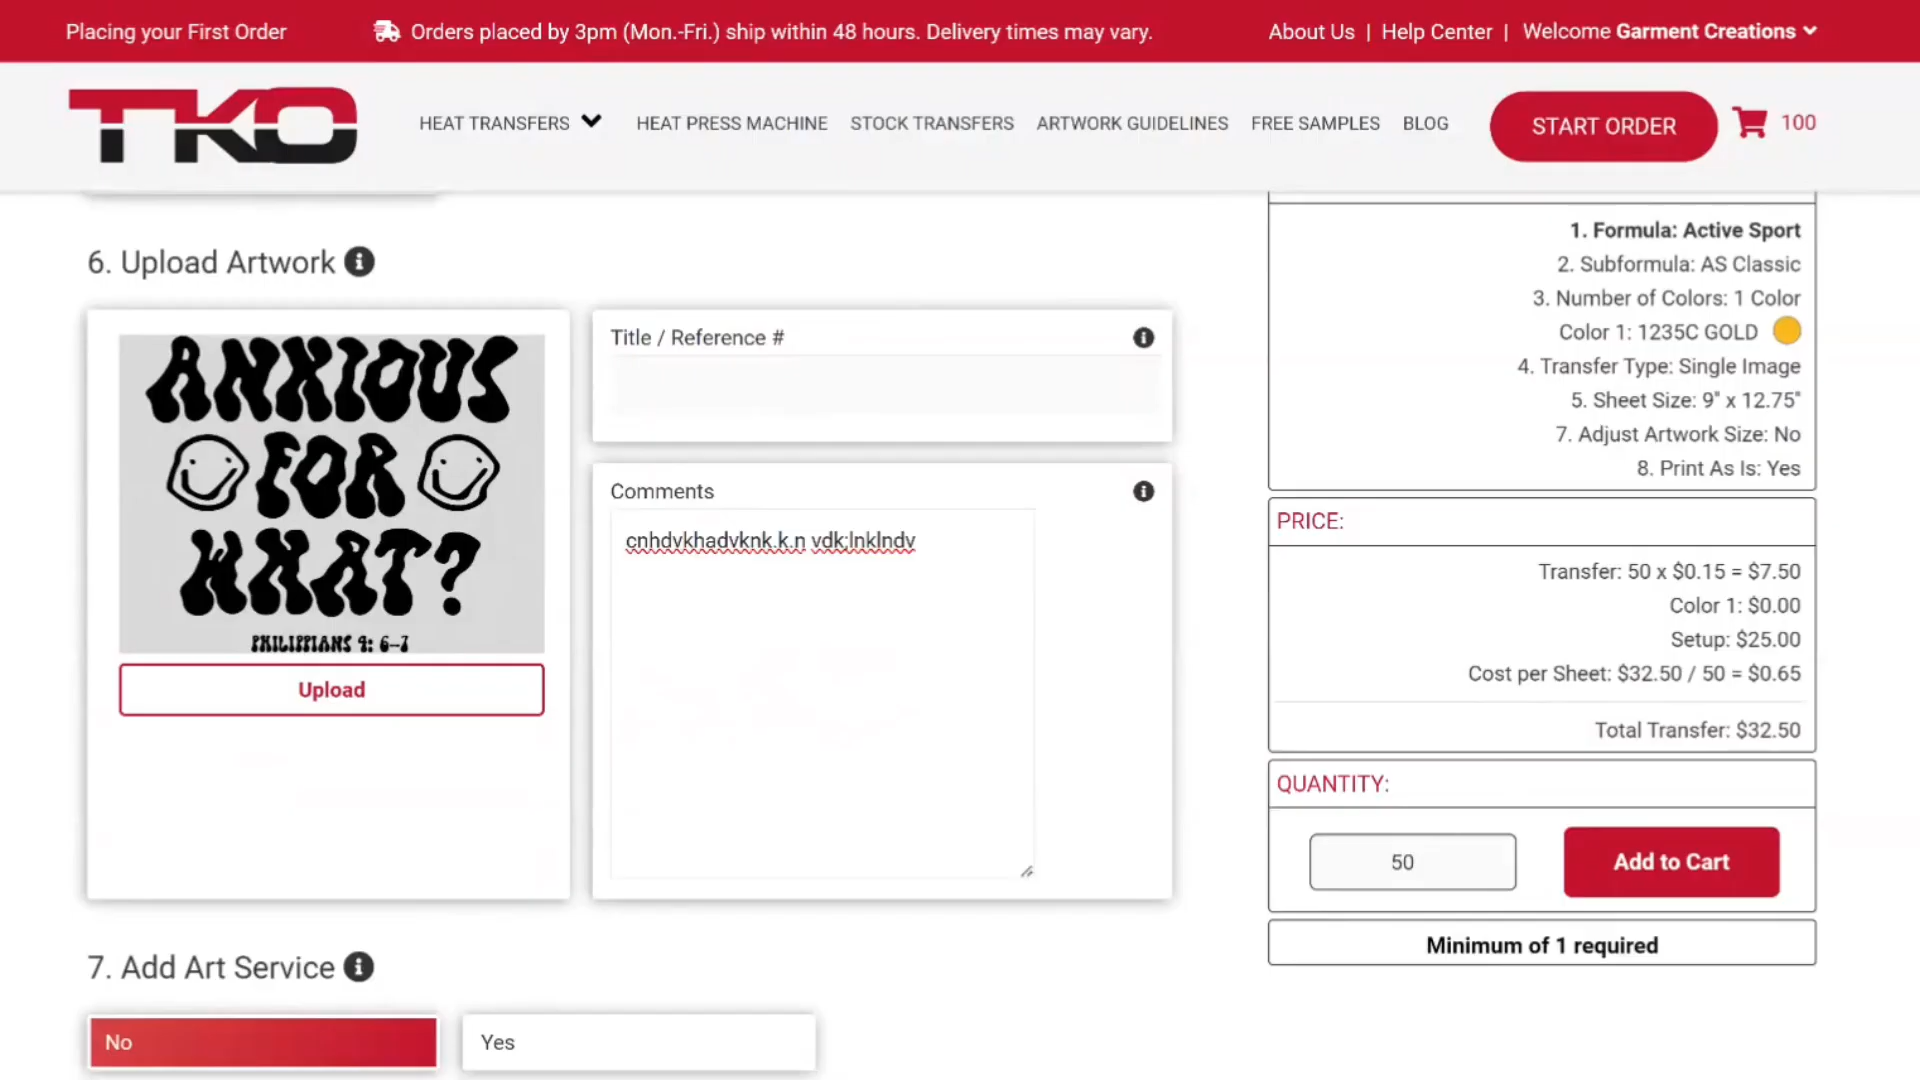 Placing your First Order
Orders placed by 3pm (Mon.-Fri.) ship within 48 hours. Delivery times may vary.
About Us | Help Center | Welcome Garment Creations
TKO
HEAT TRANSFERS
HEAT PRESS MACHINE
STOCK TRANSFERS
ARTWORK GUIDELINES
FREE SAMPLES
BLOG
START ORDER
100
6. Upload Artwork
ANXIOUS
FOR
WHAT?
PHILIPPIANS 4: 6-7
Upload
Title / Reference #
Comments
cnhdvkhadvknk.k.n vdk;lnklndv
7. Add Art Service
No
Yes
1. Formula: Active Sport
2. Subformula: AS Classic
3. Number of Colors: 1 Color
Color 1: 1235C GOLD
4. Transfer Type: Single Image
5. Sheet Size: 9" x 12.75"
7. Adjust Artwork Size: No
8. Print As Is: Yes
PRICE:
Transfer: 50 x $0.15 = $7.50
Color 1: $0.00
Setup: $25.00
Cost per Sheet: $32.50 / 50 = $0.65
Total Transfer: $32.50
QUANTITY:
50
Add to Cart
Minimum of 1 required